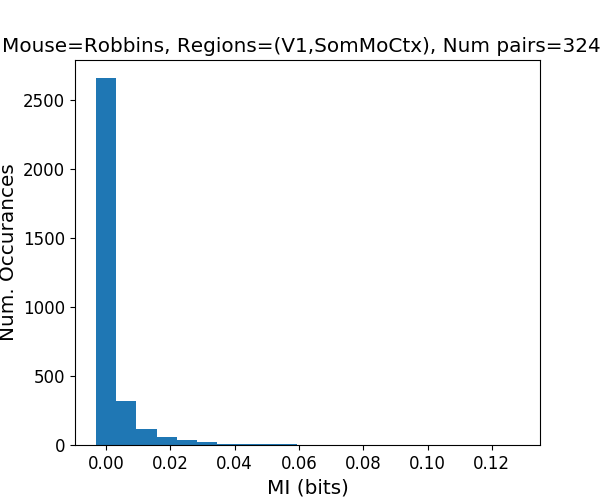 Mouse=Robbins, Regions=(V1,SomMoCtx), Num pairs=324
2500
2000
1500
1000
500
0
Num. Occurances
0.00 0.02 0.04 0.06 0.08 0.10 0.12
MI (bits)